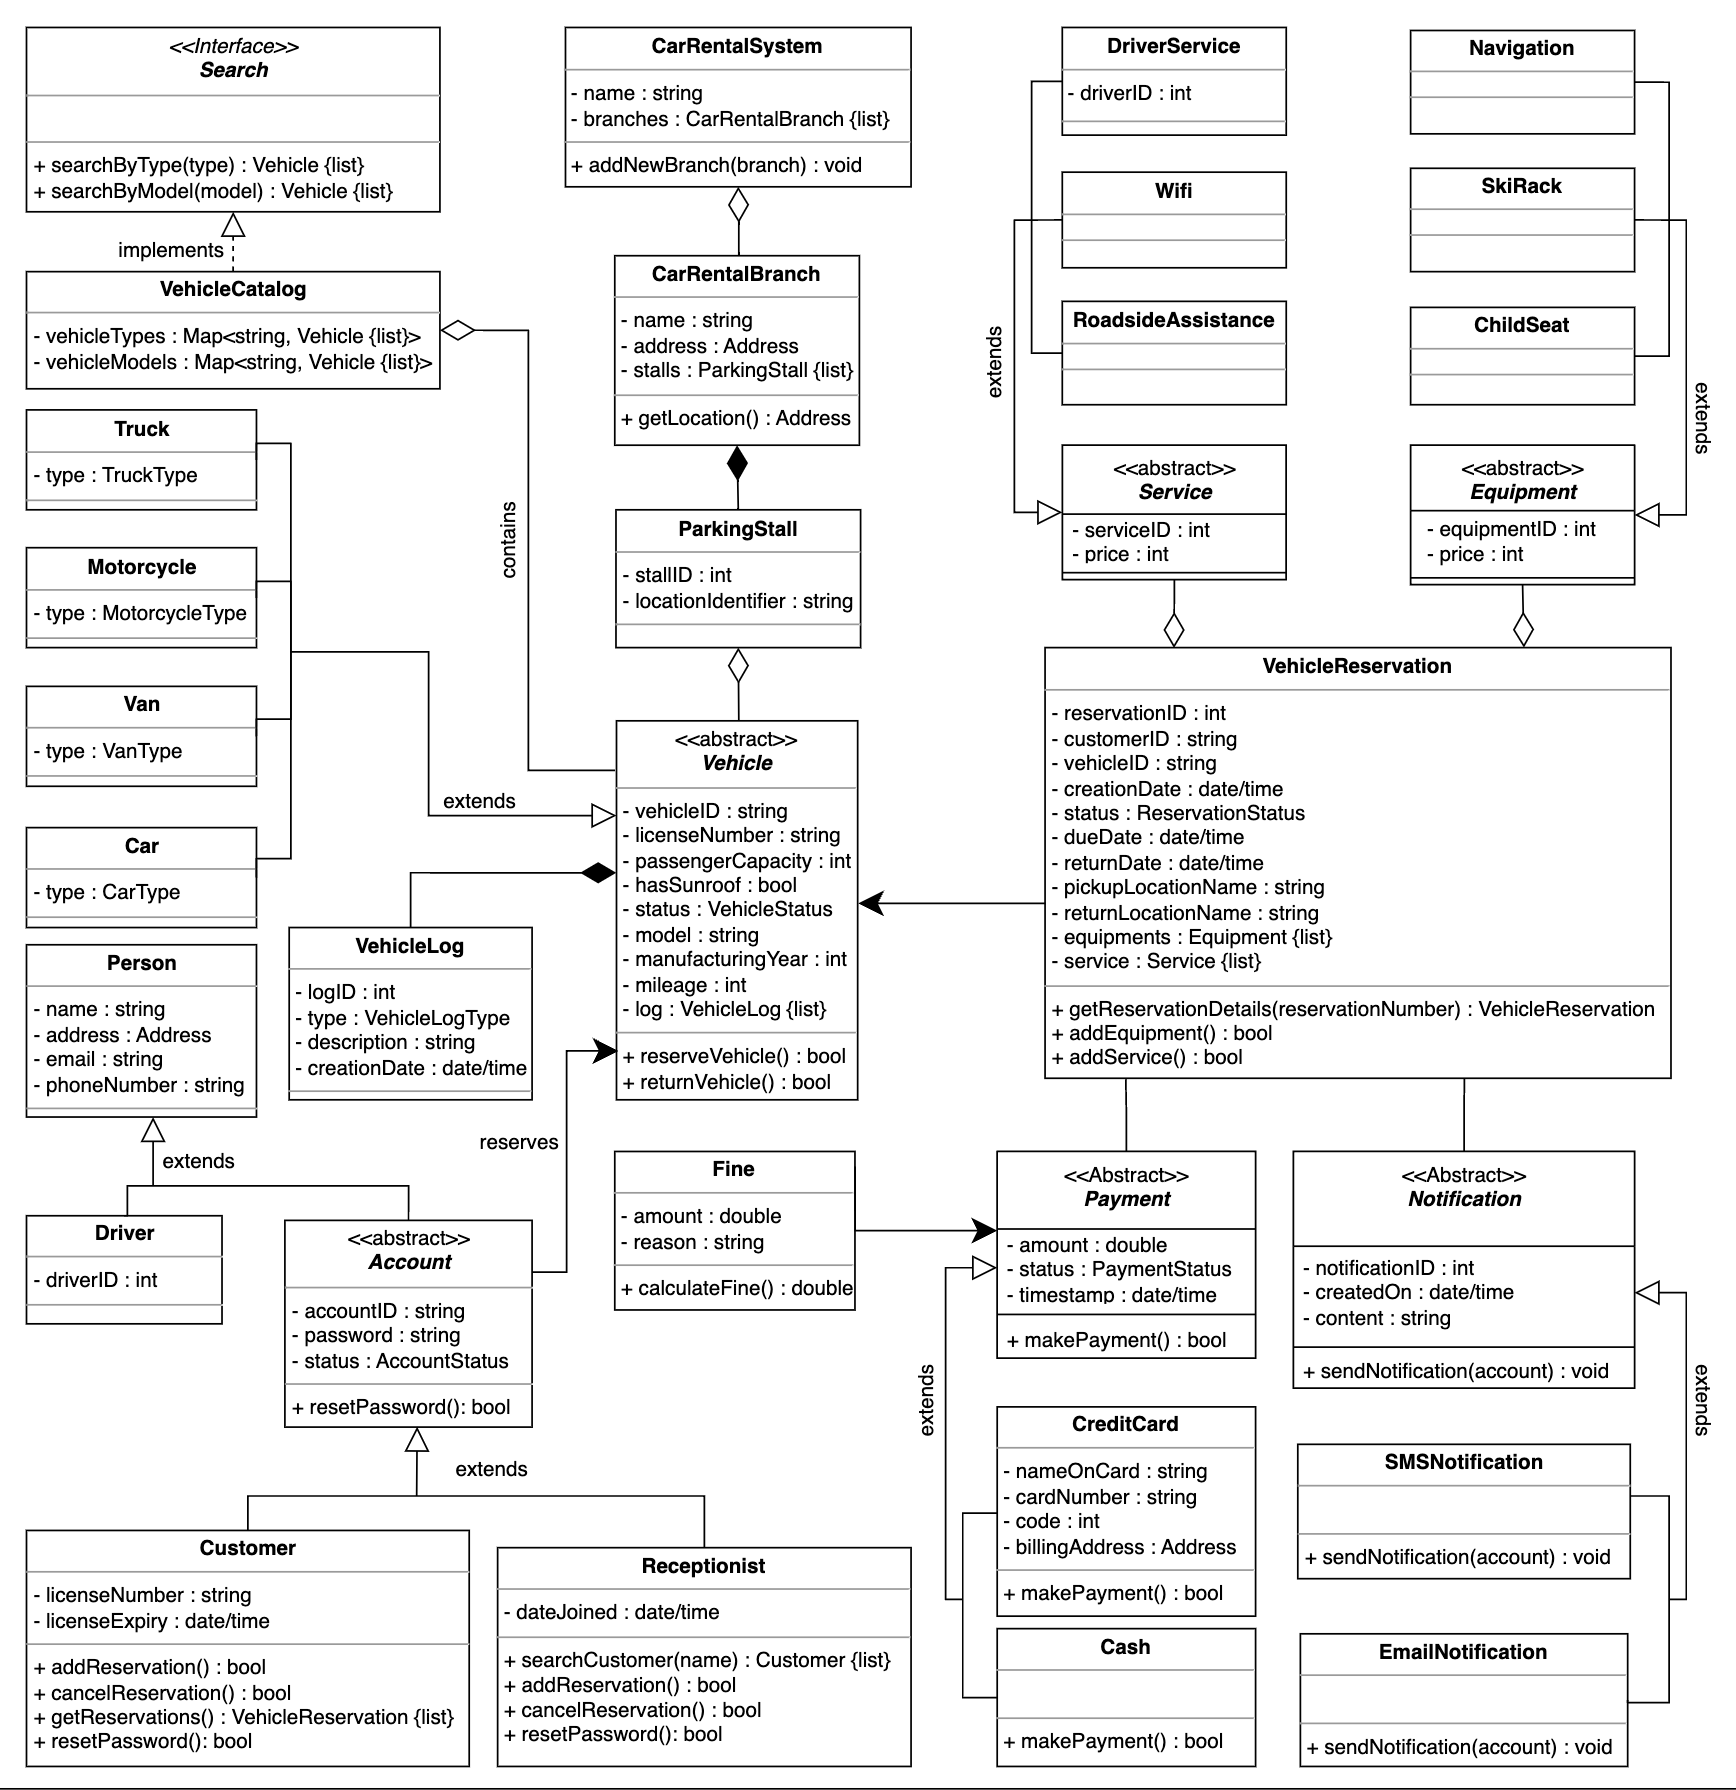 <<Interface>>
Search
+ searchByType(type) : Vehicle {list}
+ searchByModel(model) : Vehicle {list}
implements
VehicleCatalog
- vehicleTypes : Map<string, Vehicle {list}>
- vehicleModels : Map<string, Vehicle {list}>
Truck
- type : TruckType
Motorcycle
- type : MotorcycleType
Van
- type : VanType
Car
- type : CarType
extends
contains
CarRentalSystem
- name : string
- branches : CarRentalBranch {list}
+ addNewBranch(branch) : void
CarRentalBranch
- name : string
- address : Address
- stalls : ParkingStall {list}
+ getLocation() : Address
ParkingStall
- stallID : int
- locationIdentifier : string
<<abstract>>
Vehicle
- vehicleID : string
- licenseNumber : string
- passengerCapacity : int
- hasSunroof : bool
- status : VehicleStatus
- model : string
- manufacturingYear : int
- mileage : int
- log : VehicleLog {list}
+ reserveVehicle() : bool
+ returnVehicle() : bool
DriverService
- driverID : int
Wifi
RoadsideAssistance
extends
<<abstract>>
Service
- serviceID : int
- price : int
Navigation
SkiRack
ChildSeat
extends
<<abstract>>
Equipment
- equipmentID : int
- price : int
VehicleReservation
- reservationID : int
- customerID : string
- vehicleID : string
- creationDate : date/time
- status : ReservationStatus
- dueDate : date/time
- returnDate : date/time
- pickupLocationName : string
- returnLocationName : string
- equipments : Equipment {list}
- service : Service {list}
+ getReservationDetails(reservationNumber) : VehicleReservation
+ addEquipment() : bool
+ addService() : bool
Person
- name : string
- address : Address
- email : string
- phoneNumber : string
extends
VehicleLog
- logID : int
- type : VehicleLogType
- description : string
- creationDate : date/time
reserves
Driver
- driverID : int
<<abstract>>
Account
- accountID : string
- password : string
- status : AccountStatus
+ resetPassword(): bool
extends
Customer
- licenseNumber : string
- licenseExpiry : date/time
+ addReservation() : bool
+ cancelReservation() : bool
+ getReservations() : VehicleReservation {list}
+ resetPassword(): bool
Receptionist
- dateJoined : date/time
+ searchCustomer(name) : Customer {list}
+ addReservation() : bool
+ cancelReservation() : bool
+ resetPassword(): bool
Fine
- amount : double
- reason : string
+ calculateFine() : double
<<Abstract>>
Payment
- amount : double
- status : PaymentStatus
- timestamp : date/time
+ makePayment() : bool
extends
CreditCard
- nameOnCard : string
- cardNumber : string
- code : int
- billingAddress : Address
+ makePayment() : bool
Cash
+ makePayment() : bool
<<Abstract>>
Notification
- notificationID : int
- createdOn : date/time
- content : string
+ sendNotification(account) : void
extends
SMSNotification
+ sendNotification(account) : void
EmailNotification
+ sendNotification(account) : void